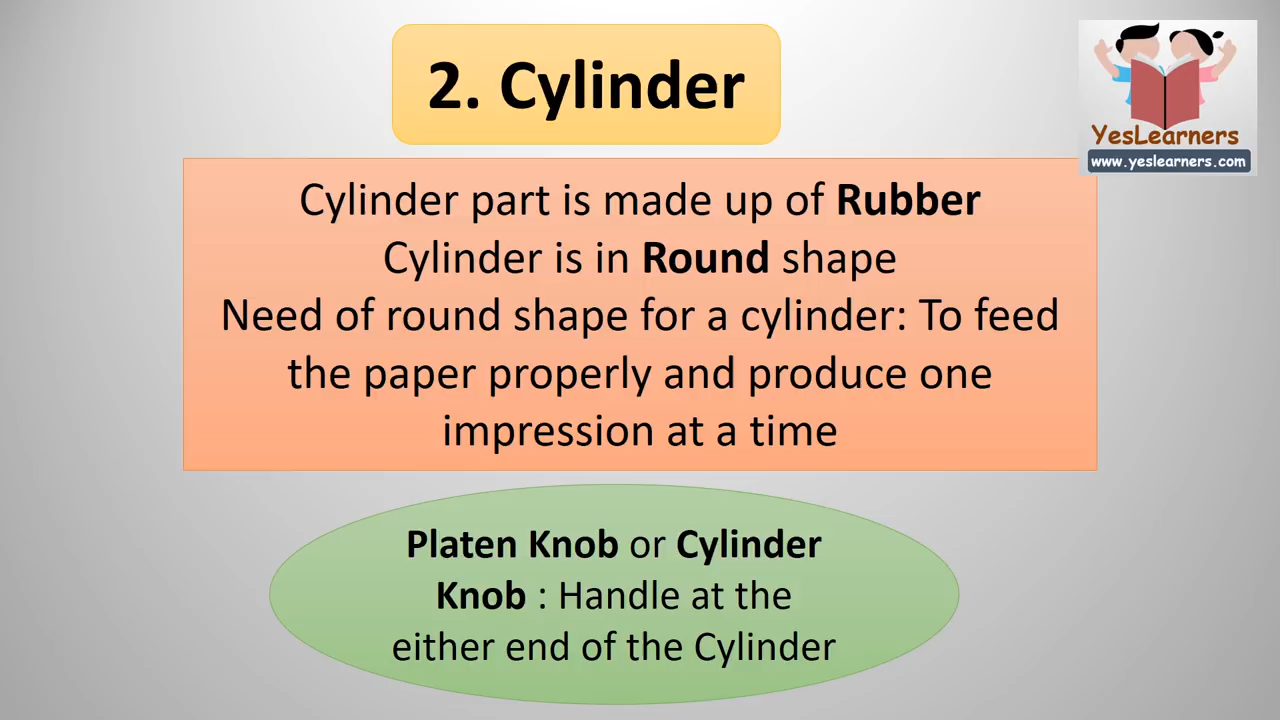 2. Cylinder
YesLearners
www.yeslearners.com
Cylinder part is made up of Rubber
Cylinder is in Round shape
Need of round shape for a cylinder: To feed
the paper properly and produce one
impression at a time
Platen Knob or Cylinder
Knob : Handle at the
either end of the Cylinder